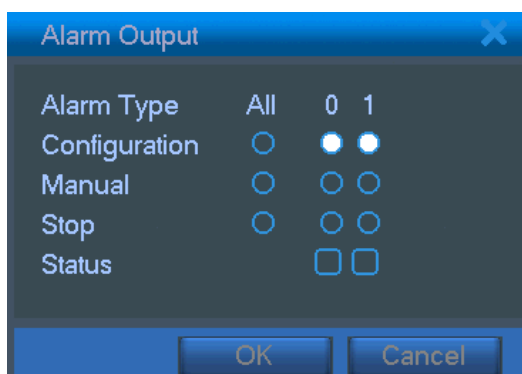 Alarm Output
Alarm Type All 0 1
Configuration
Manual
Stop
Status
OK Cancel